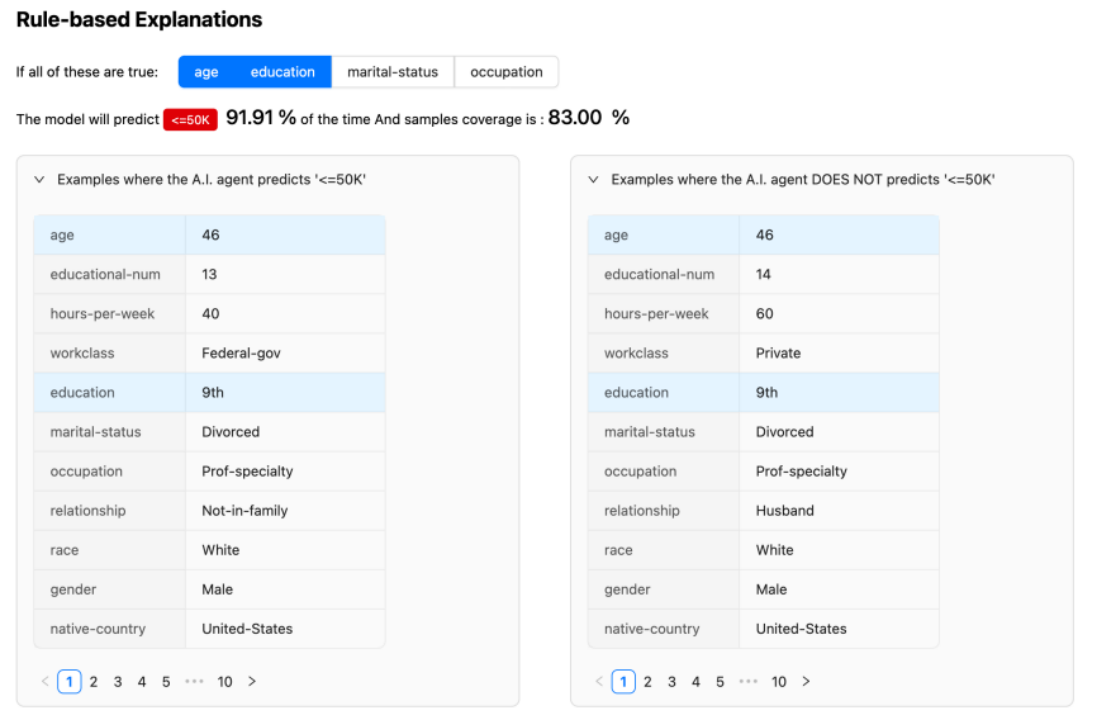 Rule-based Explanations
If all of these are true: age education marital-status occupation
The model will predict <=50K 91.91 % of the time And samples coverage is : 83.00 %
Examples where the A.I. agent predicts '<=50K'
age 46
educational-num 13
hours-per-week 40
workclass Federal-gov
education 9th
marital-status Divorced
occupation Prof-specialty
relationship Not-in-family
race White
gender Male
native-country United-States
< 1 2 3 4 5 ••• 10 >
Examples where the A.I. agent DOES NOT predicts '<=50K'
age 46
educational-num 14
hours-per-week 60
workclass Private
education 9th
marital-status Divorced
occupation Prof-specialty
relationship Husband
race White
gender Male
native-country United-States
< 1 2 3 4 5 ••• 10 >